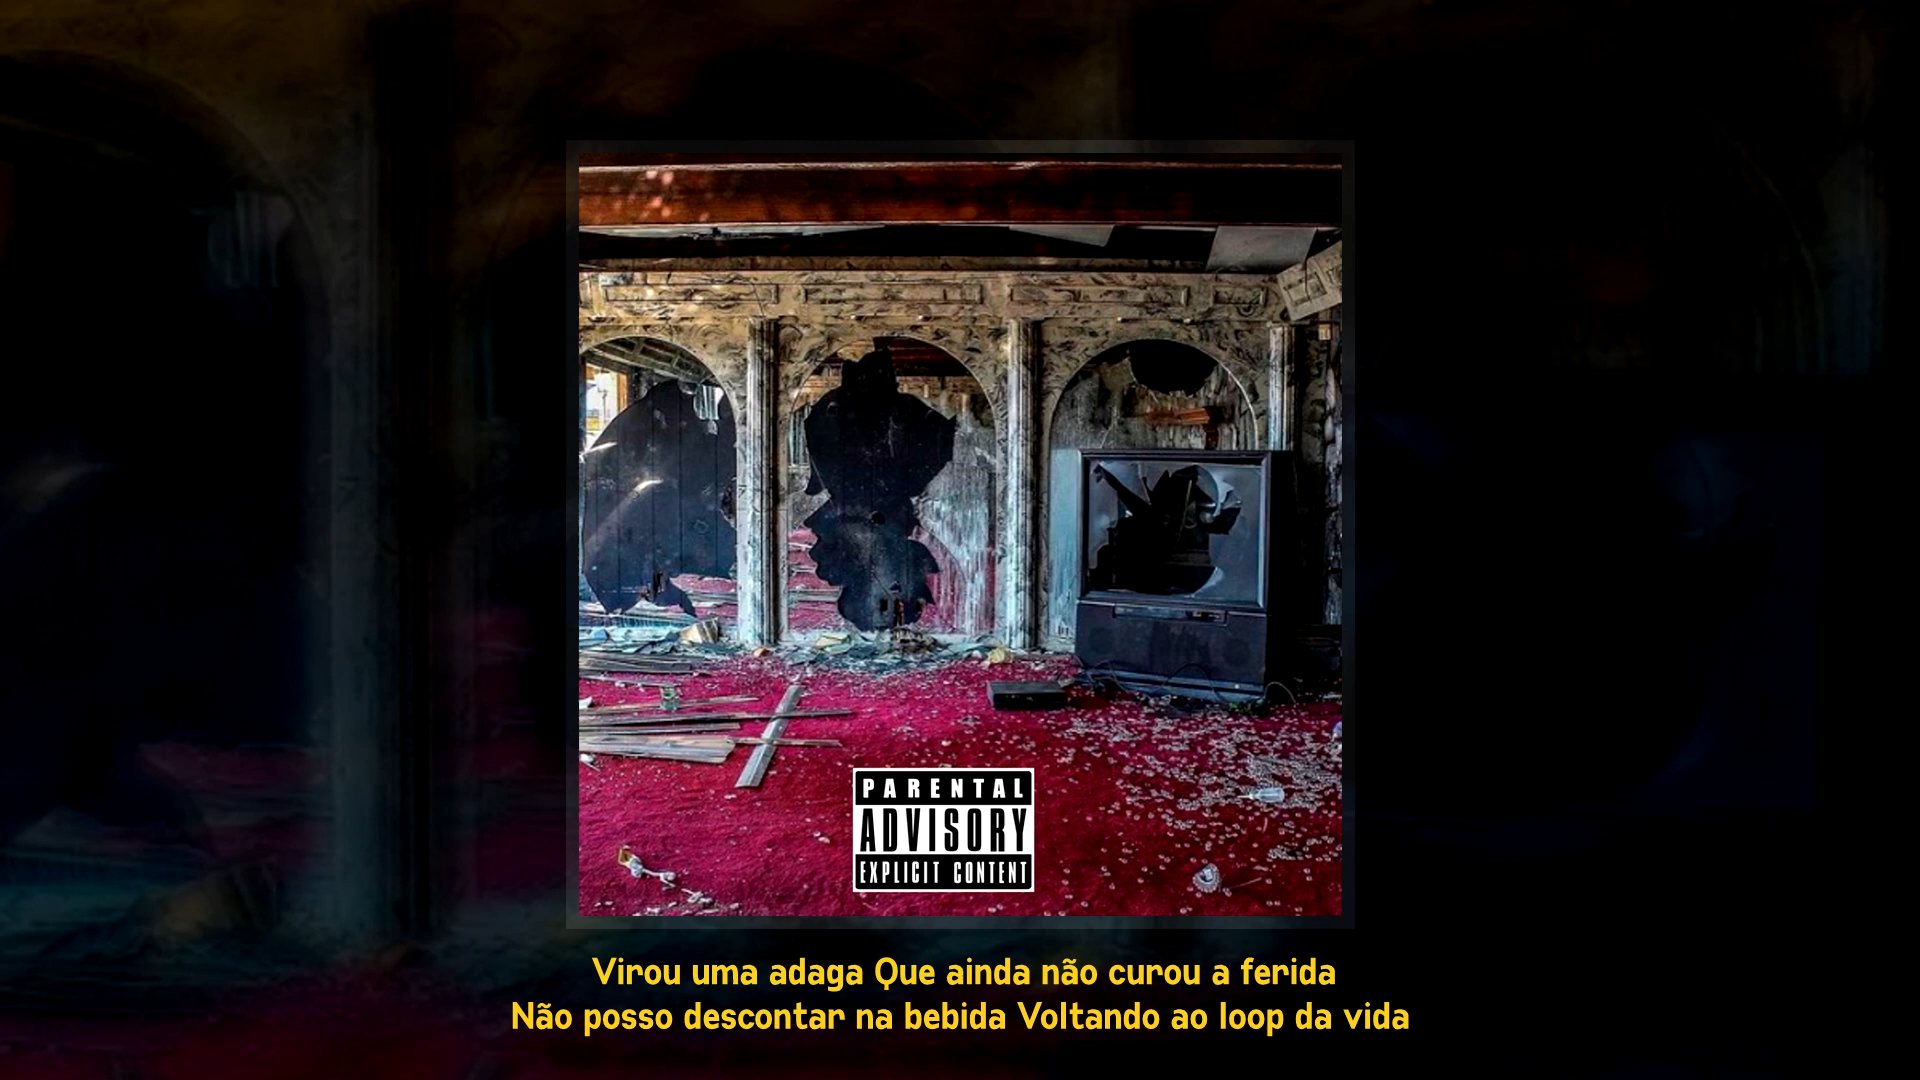 PARENTAL
ADVISORY
EXPLICIT CONTENT
Virou uma adaga Que ainda não curou a ferida
Não posso descontar na bebida Voltando ao loop da vida